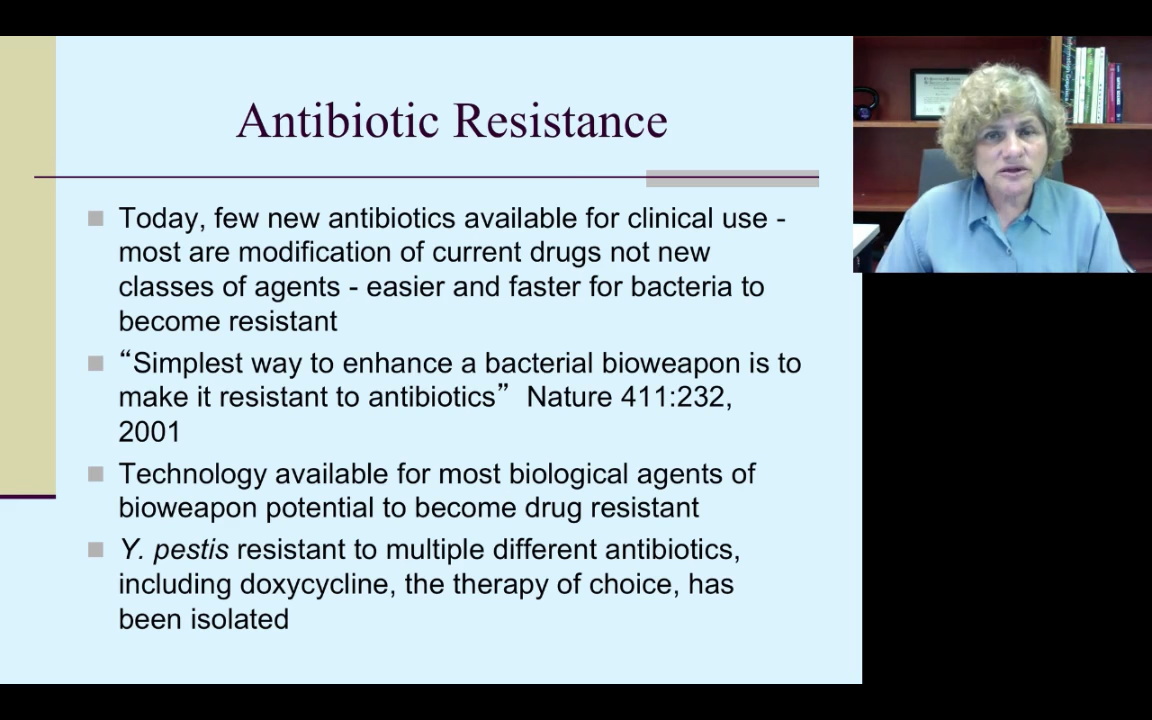 Antibiotic Resistance
Today, few new antibiotics available for clinical use -
most are modification of current drugs not new
classes of agents - easier and faster for bacteria to
become resistant
“Simplest way to enhance a bacterial bioweapon is to
make it resistant to antibiotics” Nature 411:232,
2001
Technology available for most biological agents of
bioweapon potential to become drug resistant
Y. pestis resistant to multiple different antibiotics,
including doxycycline, the therapy of choice, has
been isolated